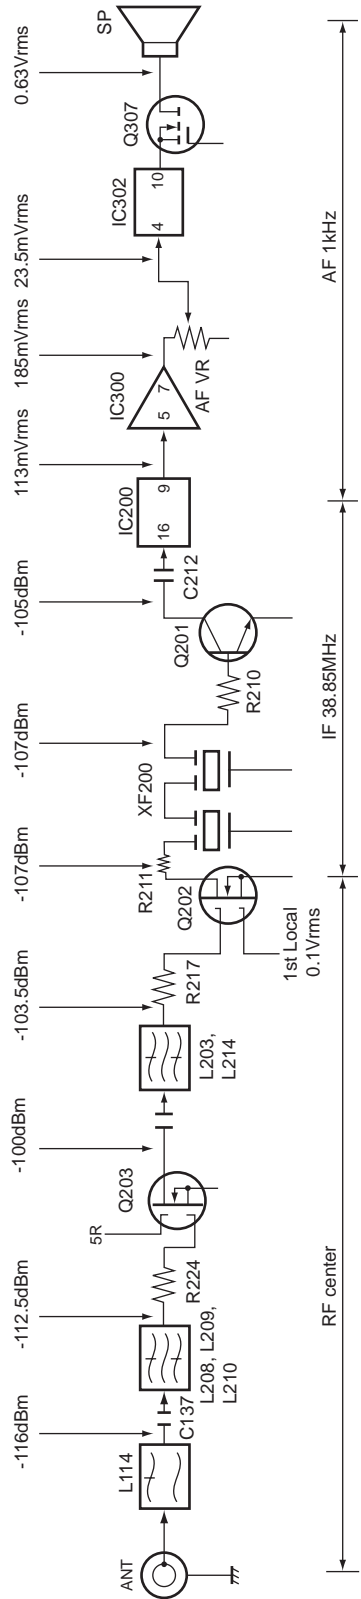 -116dBm
-112.5dBm
-100dBm
-103.5dBm
-107dBm
-107dBm
-105dBm
113mVrms
185mVrms
23.5mVrms
0.63Vrms
ANT
L114
C137
L208, L209,
L210
R224
5R
Q203
L203,
L214
R217
Q202
1st Local
0.1Vrms
R211
XF200
R210
Q201
C212
IC200
16
9
IC300
5
7
AF VR
IC302
4
10
Q307
SP
RF center
IF 38.85MHz
AF 1kHz